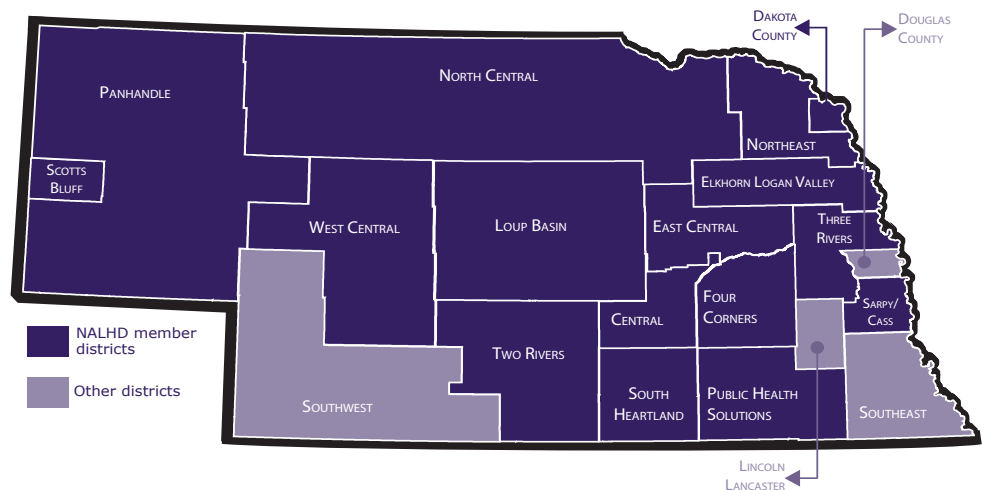 Dakota
County
Douglas
County
North Central
Panhandle
Northeast
Scotts
Bluff
Elkhorn Logan Valley
West Central
Loup Basin
East Central
Three
Rivers
Four
Corners
Sarpy/
Cass
Central
NALHD member
districts
Two Rivers
Other districts
Southwest
South
Heartland
Public Health
Solutions
Southeast
Lincoln
Lancaster